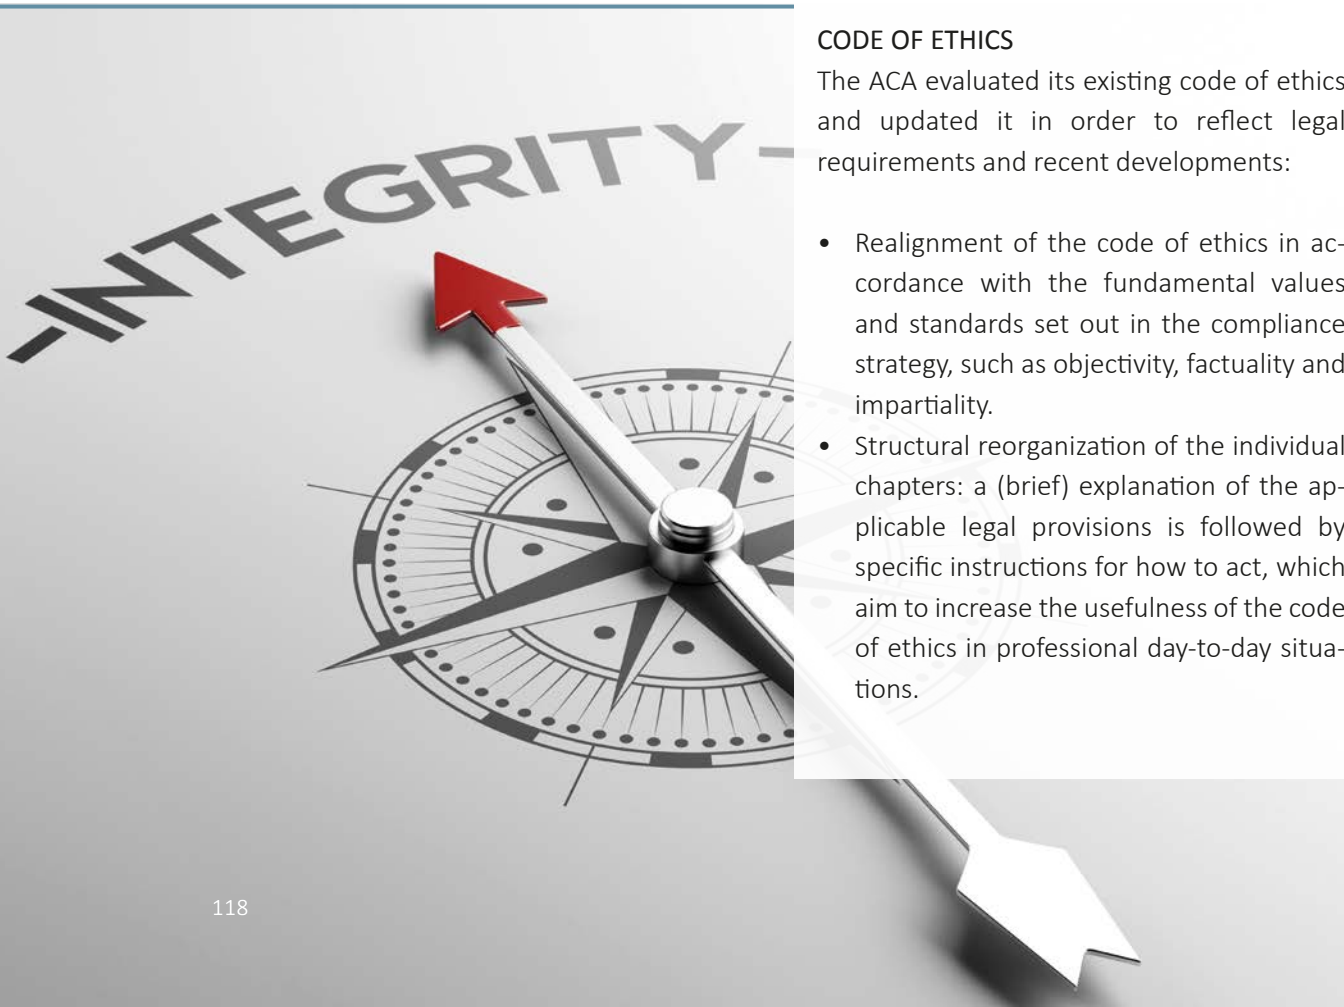 INTEGRITY
CODE OF ETHICS
The ACA evaluated its existing code of ethics
and updated it in order to reflect legal
requirements and recent developments:
• Realignment of the code of ethics in ac-
cordance with the fundamental values
and standards set out in the compliance
strategy, such as objectivity, factuality and
impartiality.
• Structural reorganization of the individual
chapters: a (brief) explanation of the ap-
plicable legal provisions is followed by
specific instructions for how to act, which
aim to increase the usefulness of the code
of ethics in professional day-to-day situa-
tions.
118